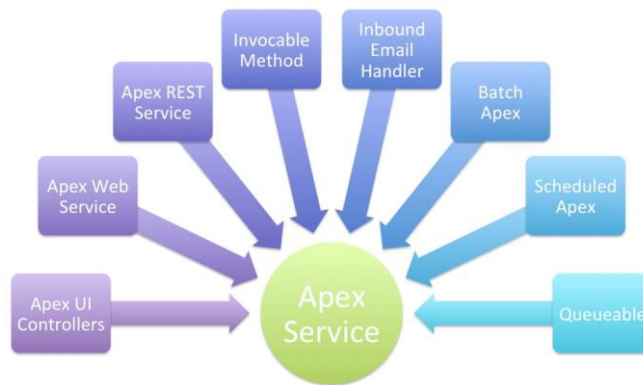 Invocable
Method
Inbound
Email
Handler
Apex REST
Service
Batch
Apex
Apex Web
Service
Scheduled
Apex
Apex UI
Controllers
Apex
Service
Queueable